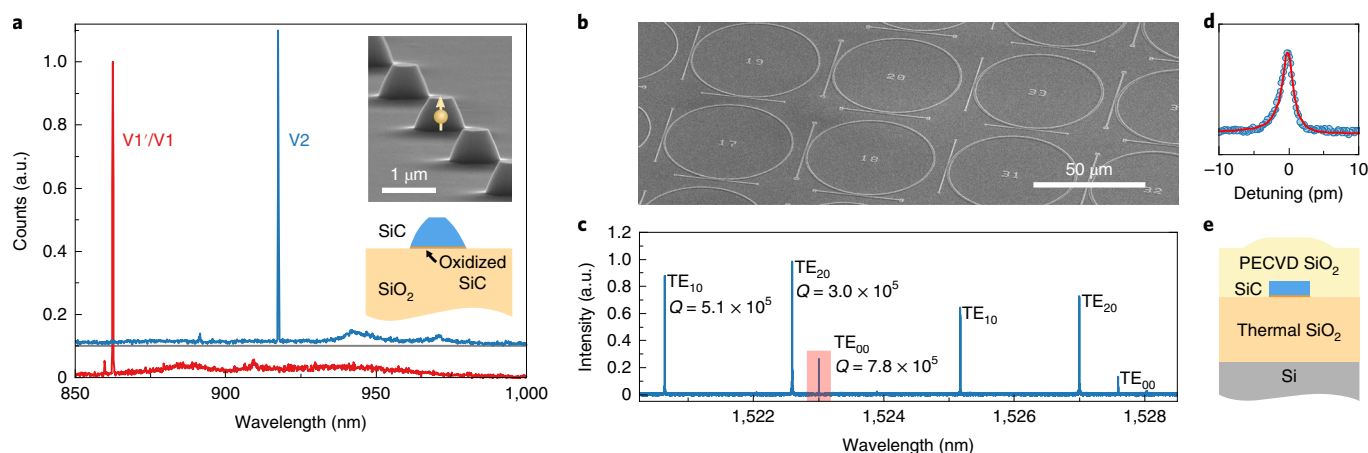 a
Counts (a.u.)
1.0
0.8
0.6
0.4
0.2
0
V1′/V1
V2
1 μm
SiC
Oxidized
SiC
SiO2
850
900
950
1,000
Wavelength (nm)
b
19
20
33
17
18
31
32
50 μm
c
Intensity (a.u.)
1.2
1.0
0.8
0.6
0.4
0.2
0
TE10
Q = 5.1 × 10^5
TE20
Q = 3.0 × 10^5
TE00
Q = 7.8 × 10^5
TE10
TE20
TE00
1,522
1,524
1,526
1,528
Wavelength (nm)
d
−10
0
10
Detuning (pm)
e
PECVD SiO2
SiC
Thermal SiO2
Si